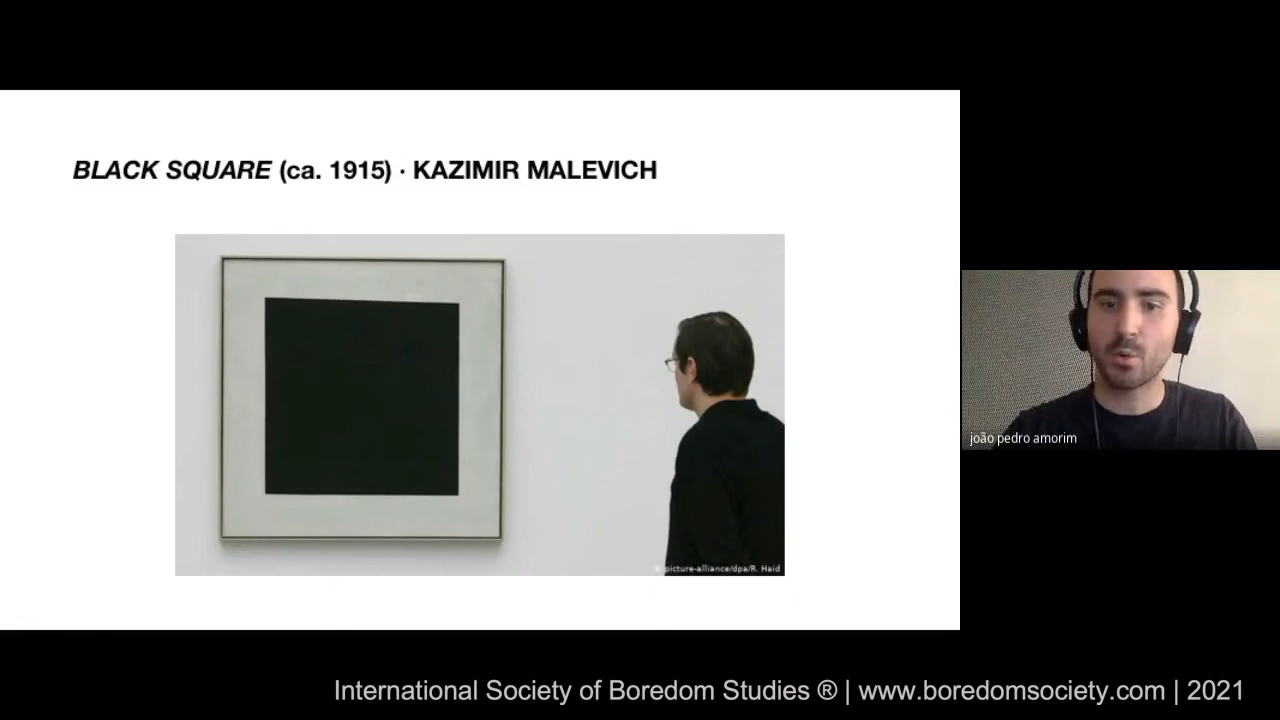 BLACK SQUARE (ca. 1915) · KAZIMIR MALEVICH
picture-alliance/dpa/R. Haid
joão pedro amorim
International Society of Boredom Studies ® | www.boredomsociety.com | 2021